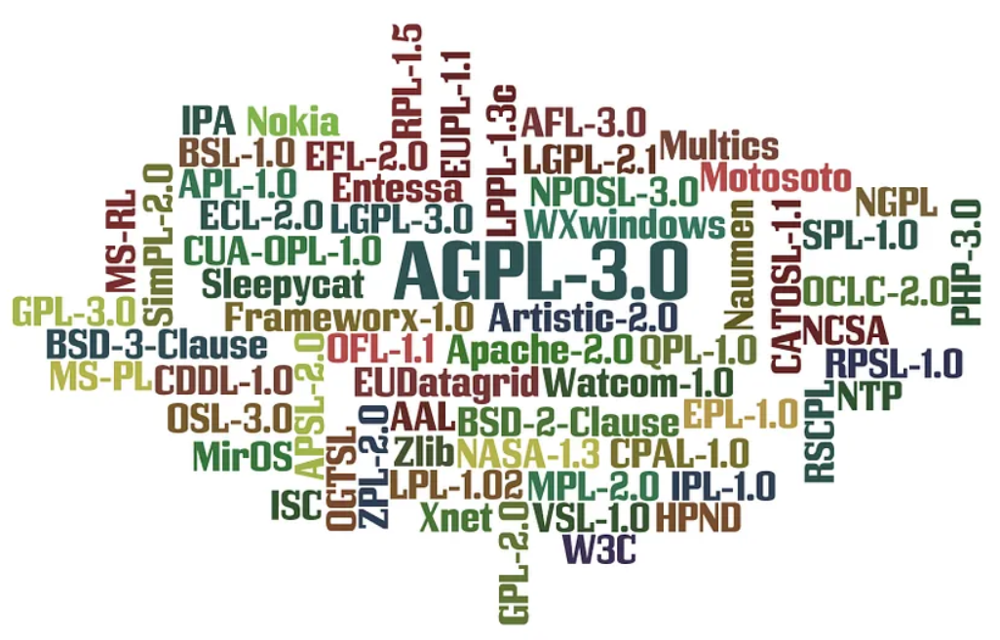 RPL-1.5
EUPL-1.1
LPPL-1.3c
IPA
Nokia
AFL-3.0
BSL-1.0
EFL-2.0
LGPL-2.1
Multics
APL-1.0
Entessa
NPOSL-3.0
Motosoto
MS-RL
SimPL-2.0
ECL-2.0
LGPL-3.0
WXwindows
Naumen
CATOSL-1.1
NGPL
SPL-1.0
PHP-3.0
CUA-OPL-1.0
AGPL-3.0
Sleepycat
OCLC-2.0
GPL-3.0
Frameworx-1.0
Artistic-2.0
NCSA
BSD-3-Clause
OFL-1.1
Apache-2.0
QPL-1.0
RPSL-1.0
MS-PL
CDDL-1.0
APSL-2.0
EUDatagrid
Watcom-1.0
RSCPL
NTP
OSL-3.0
OGTSL
ZPL-2.0
AAL
BSD-2-Clause
EPL-1.0
MirOS
Zlib
NASA-1.3
CPAL-1.0
LPL-1.02
MPL-2.0
IPL-1.0
ISC
Xnet
GPL-2.0
VSL-1.0
HPND
W3C